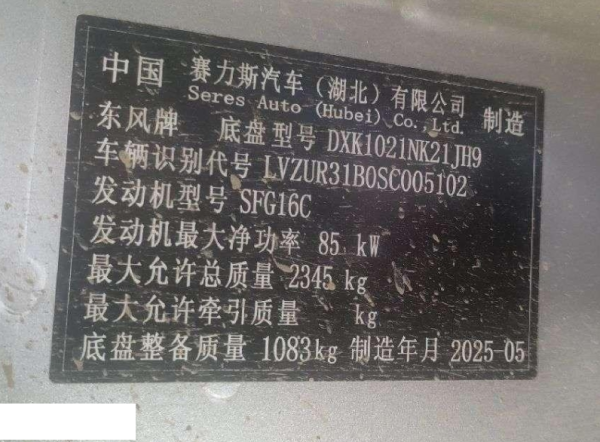 中国 赛力斯汽车（湖北）有限公司 制造
Seres Auto (Hubei) Co., Ltd.
东风牌 底盘型号 DXK1021NK21JH9
车辆识别代号 LVZUR31B0SC005102
发动机型号 SFG16C
发动机最大净功率 85 kW
最大允许总质量 2345 kg
最大允许牵引质量 kg
底盘整备质量 1083kg 制造年月 2025-05